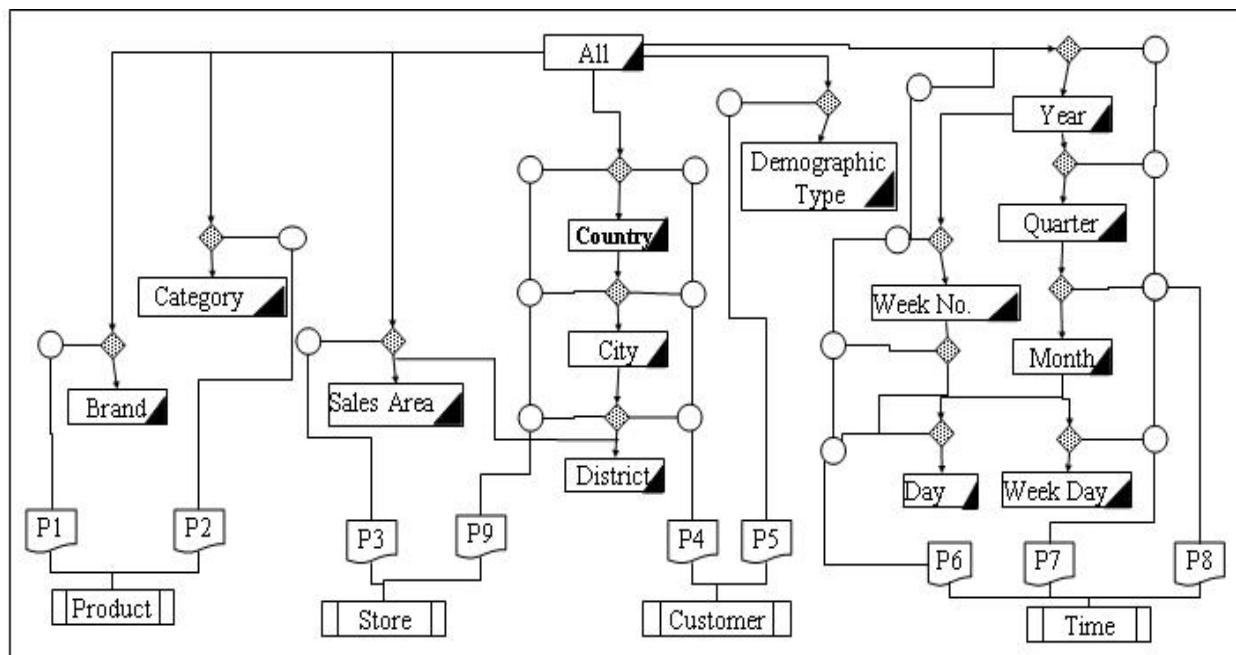 All
Year
Demographic
Type
Quarter
Country
Category
Week No.
City
Month
Brand
Sales Area
District
Day
Week Day
P1
P2
P3
P9
P4
P5
P6
P7
P8
Product
Store
Customer
Time